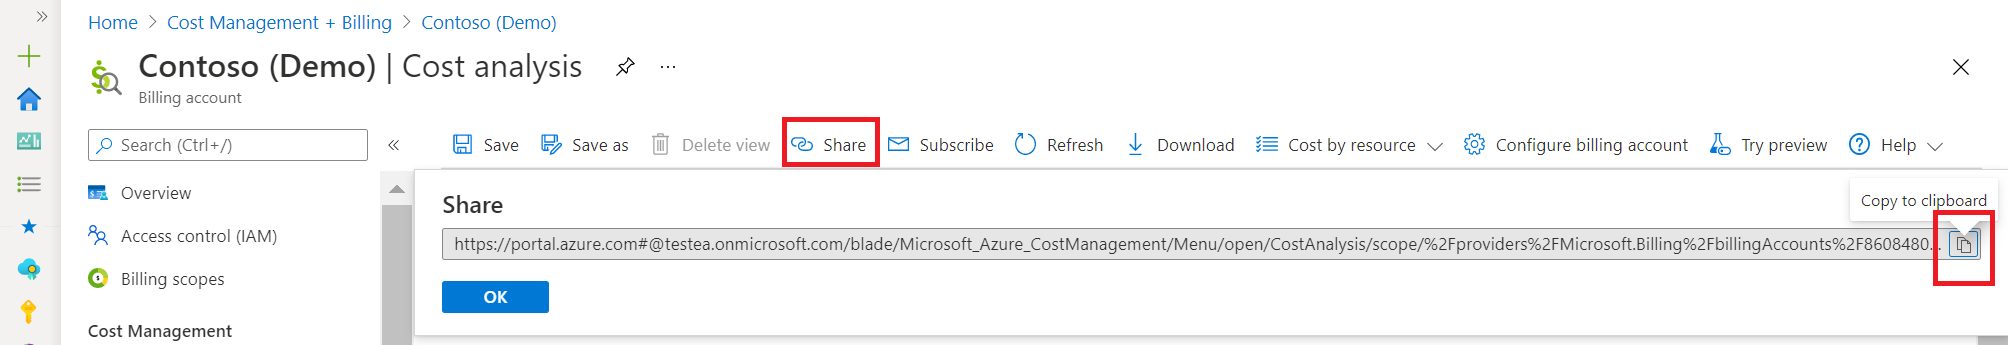 Home > Cost Management + Billing > Contoso (Demo)
Contoso (Demo) | Cost analysis
Billing account
Search (Ctrl+/)
Save Save as Delete view Share Subscribe Refresh Download Cost by resource Configure billing account Try preview Help
Overview
Access control (IAM)
Billing scopes
Cost Management
Share
Copy to clipboard
https://portal.azure.com#@testea.onmicrosoft.com/blade/Microsoft_Azure_CostManagement/Menu/open/CostAnalysis/scope/%2Fproviders%2FMicrosoft.Billing%2FbillingAccounts%2F8608480...
OK